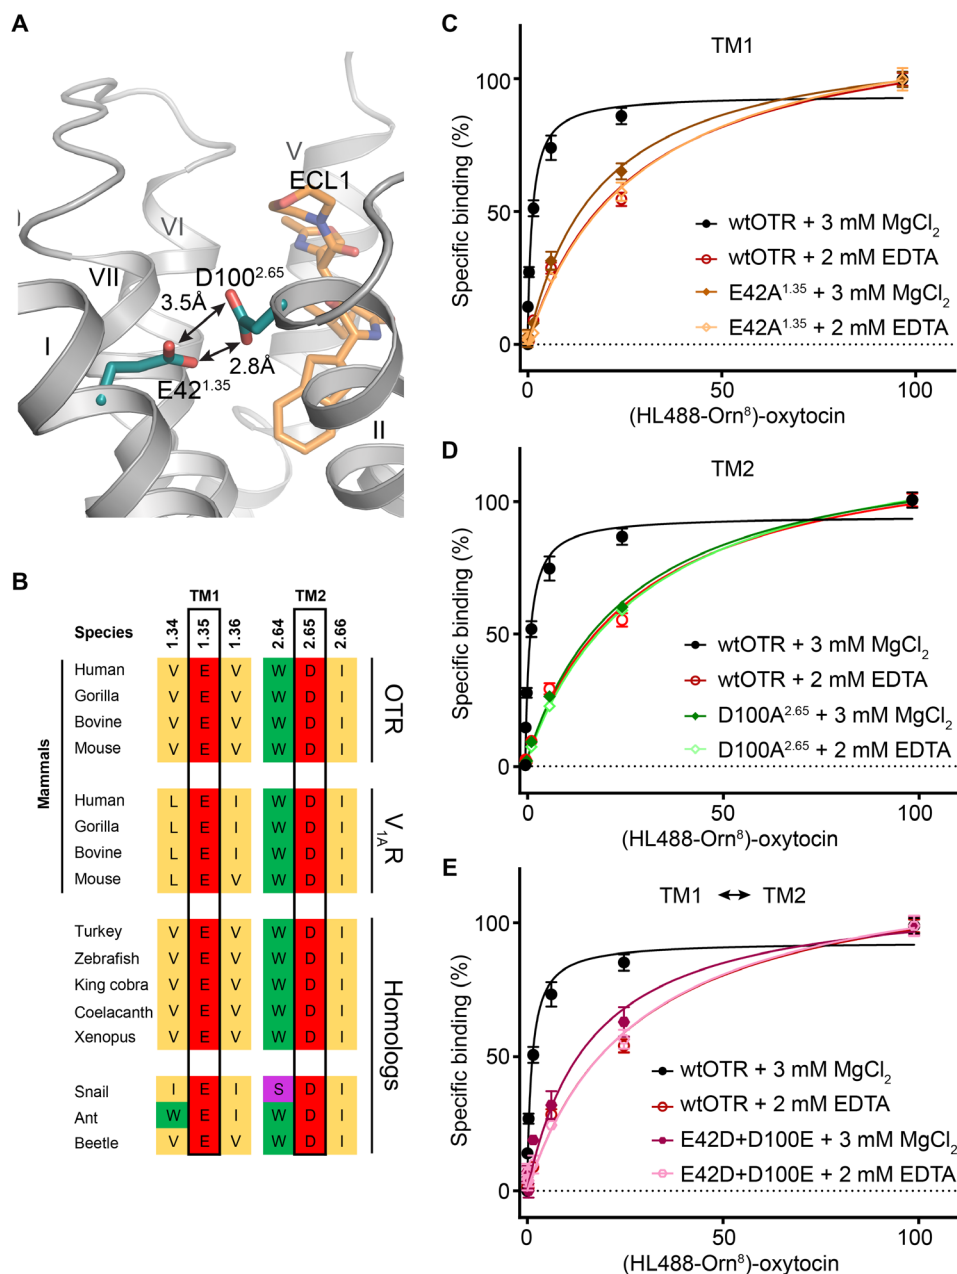 A
V
ECL1
VI
D100^2.65
VII
3.5Å
I
2.8Å
E42^1.35
II
B
TM1 TM2
Species 1.34 1.35 1.36 2.64 2.65 2.66
Mammals
Human V E V W D I
Gorilla V E V W D I
Bovine V E V W D I
Mouse V E V W D I
OTR
Human L E I W D I
Gorilla L E I W D I
Bovine L E I W D I
Mouse L E V W D I
V1AR
Turkey V E V W D I
Zebrafish V E V W D I
King cobra V E V W D I
Coelacanth V E V W D I
Xenopus V E V W D I
Snail I E I S D I
Ant W E I W D I
Beetle V E V W D I
Homologs
C
TM1
Specific binding (%)
100
50
0
wtOTR + 3 mM MgCl2
wtOTR + 2 mM EDTA
E42A^1.35 + 3 mM MgCl2
E42A^1.35 + 2 mM EDTA
0 50 100
(HL488-Orn^8)-oxytocin
D
TM2
Specific binding (%)
100
50
0
wtOTR + 3 mM MgCl2
wtOTR + 2 mM EDTA
D100A^2.65 + 3 mM MgCl2
D100A^2.65 + 2 mM EDTA
0 50 100
(HL488-Orn^8)-oxytocin
E
TM1 ↔ TM2
Specific binding (%)
100
50
0
wtOTR + 3 mM MgCl2
wtOTR + 2 mM EDTA
E42D+D100E + 3 mM MgCl2
E42D+D100E + 2 mM EDTA
0 50 100
(HL488-Orn^8)-oxytocin